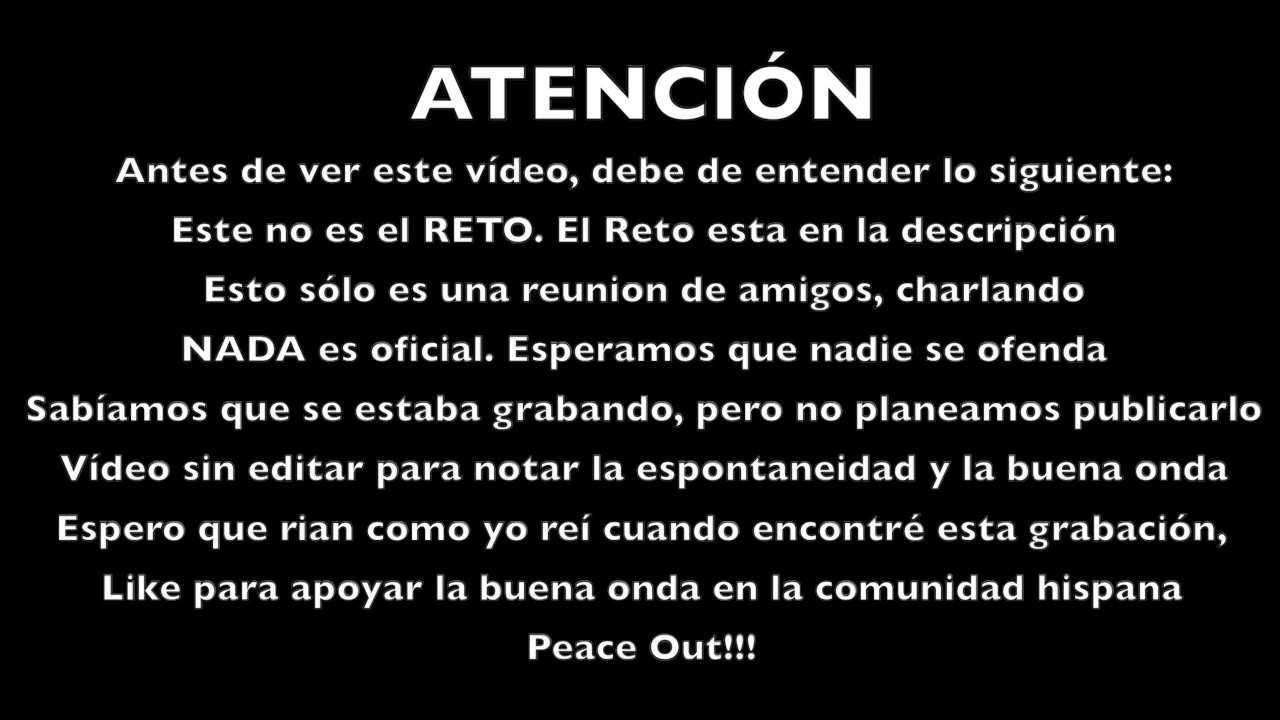 ATENCIÓN
Antes de ver este vídeo, debe de entender lo siguiente:
Este no es el RETO. El Reto esta en la descripción
Esto sólo es una reunion de amigos, charlando
NADA es oficial. Esperamos que nadie se ofenda
Sabíamos que se estaba grabando, pero no planeamos publicarlo
Vídeo sin editar para notar la espontaneidad y la buena onda
Espero que rian como yo reí cuando encontré esta grabación,
Like para apoyar la buena onda en la comunidad hispana
Peace Out!!!